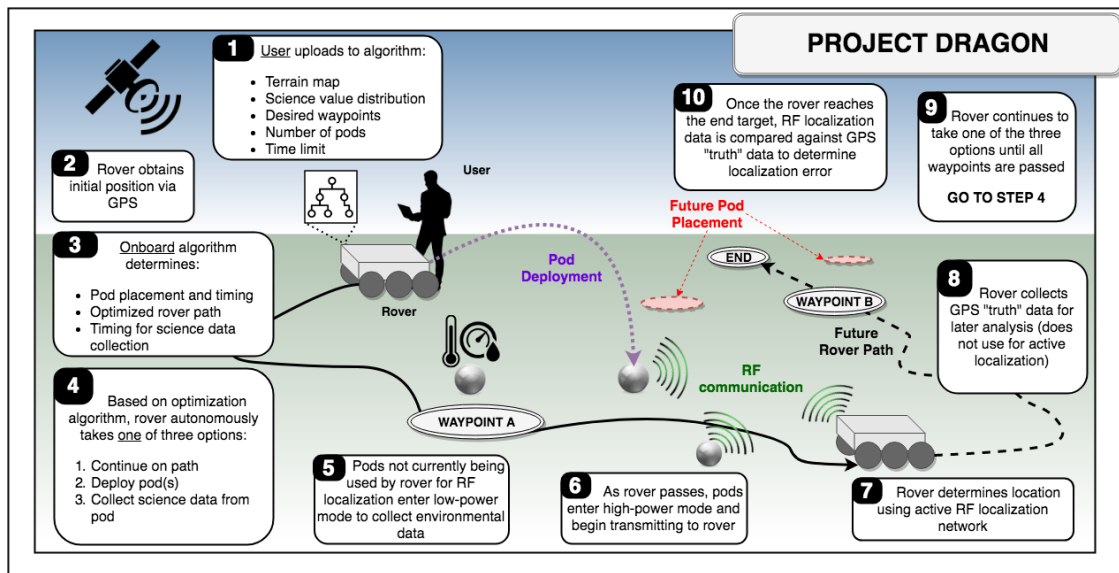 PROJECT DRAGON
1
User uploads to algorithm:
• Terrain map
• Science value distribution
• Desired waypoints
• Number of pods
• Time limit
2
Rover obtains
initial position via
GPS
User
3
Onboard algorithm
determines:
• Pod placement and timing
• Optimized rover path
• Timing for science data
collection
Rover
Pod
Deployment
4
Based on optimization
algorithm, rover autonomously
takes one of three options:
1. Continue on path
2. Deploy pod(s)
3. Collect science data from
pod
WAYPOINT A
5
Pods not currently being
used by rover for RF
localization enter low-power
mode to collect environmental
data
RF
communication
6
As rover passes, pods
enter high-power mode and
begin transmitting to rover
7
Rover determines location
using active RF localization
network
8
Rover collects
GPS "truth" data for
later analysis (does
not use for active
localization)
Future
Rover Path
WAYPOINT B
END
Future Pod
Placement
9
Rover continues to
take one of the three
options until all
waypoints are passed
GO TO STEP 4
10
Once the rover reaches
the end target, RF localization
data is compared against GPS
"truth" data to determine
localization error